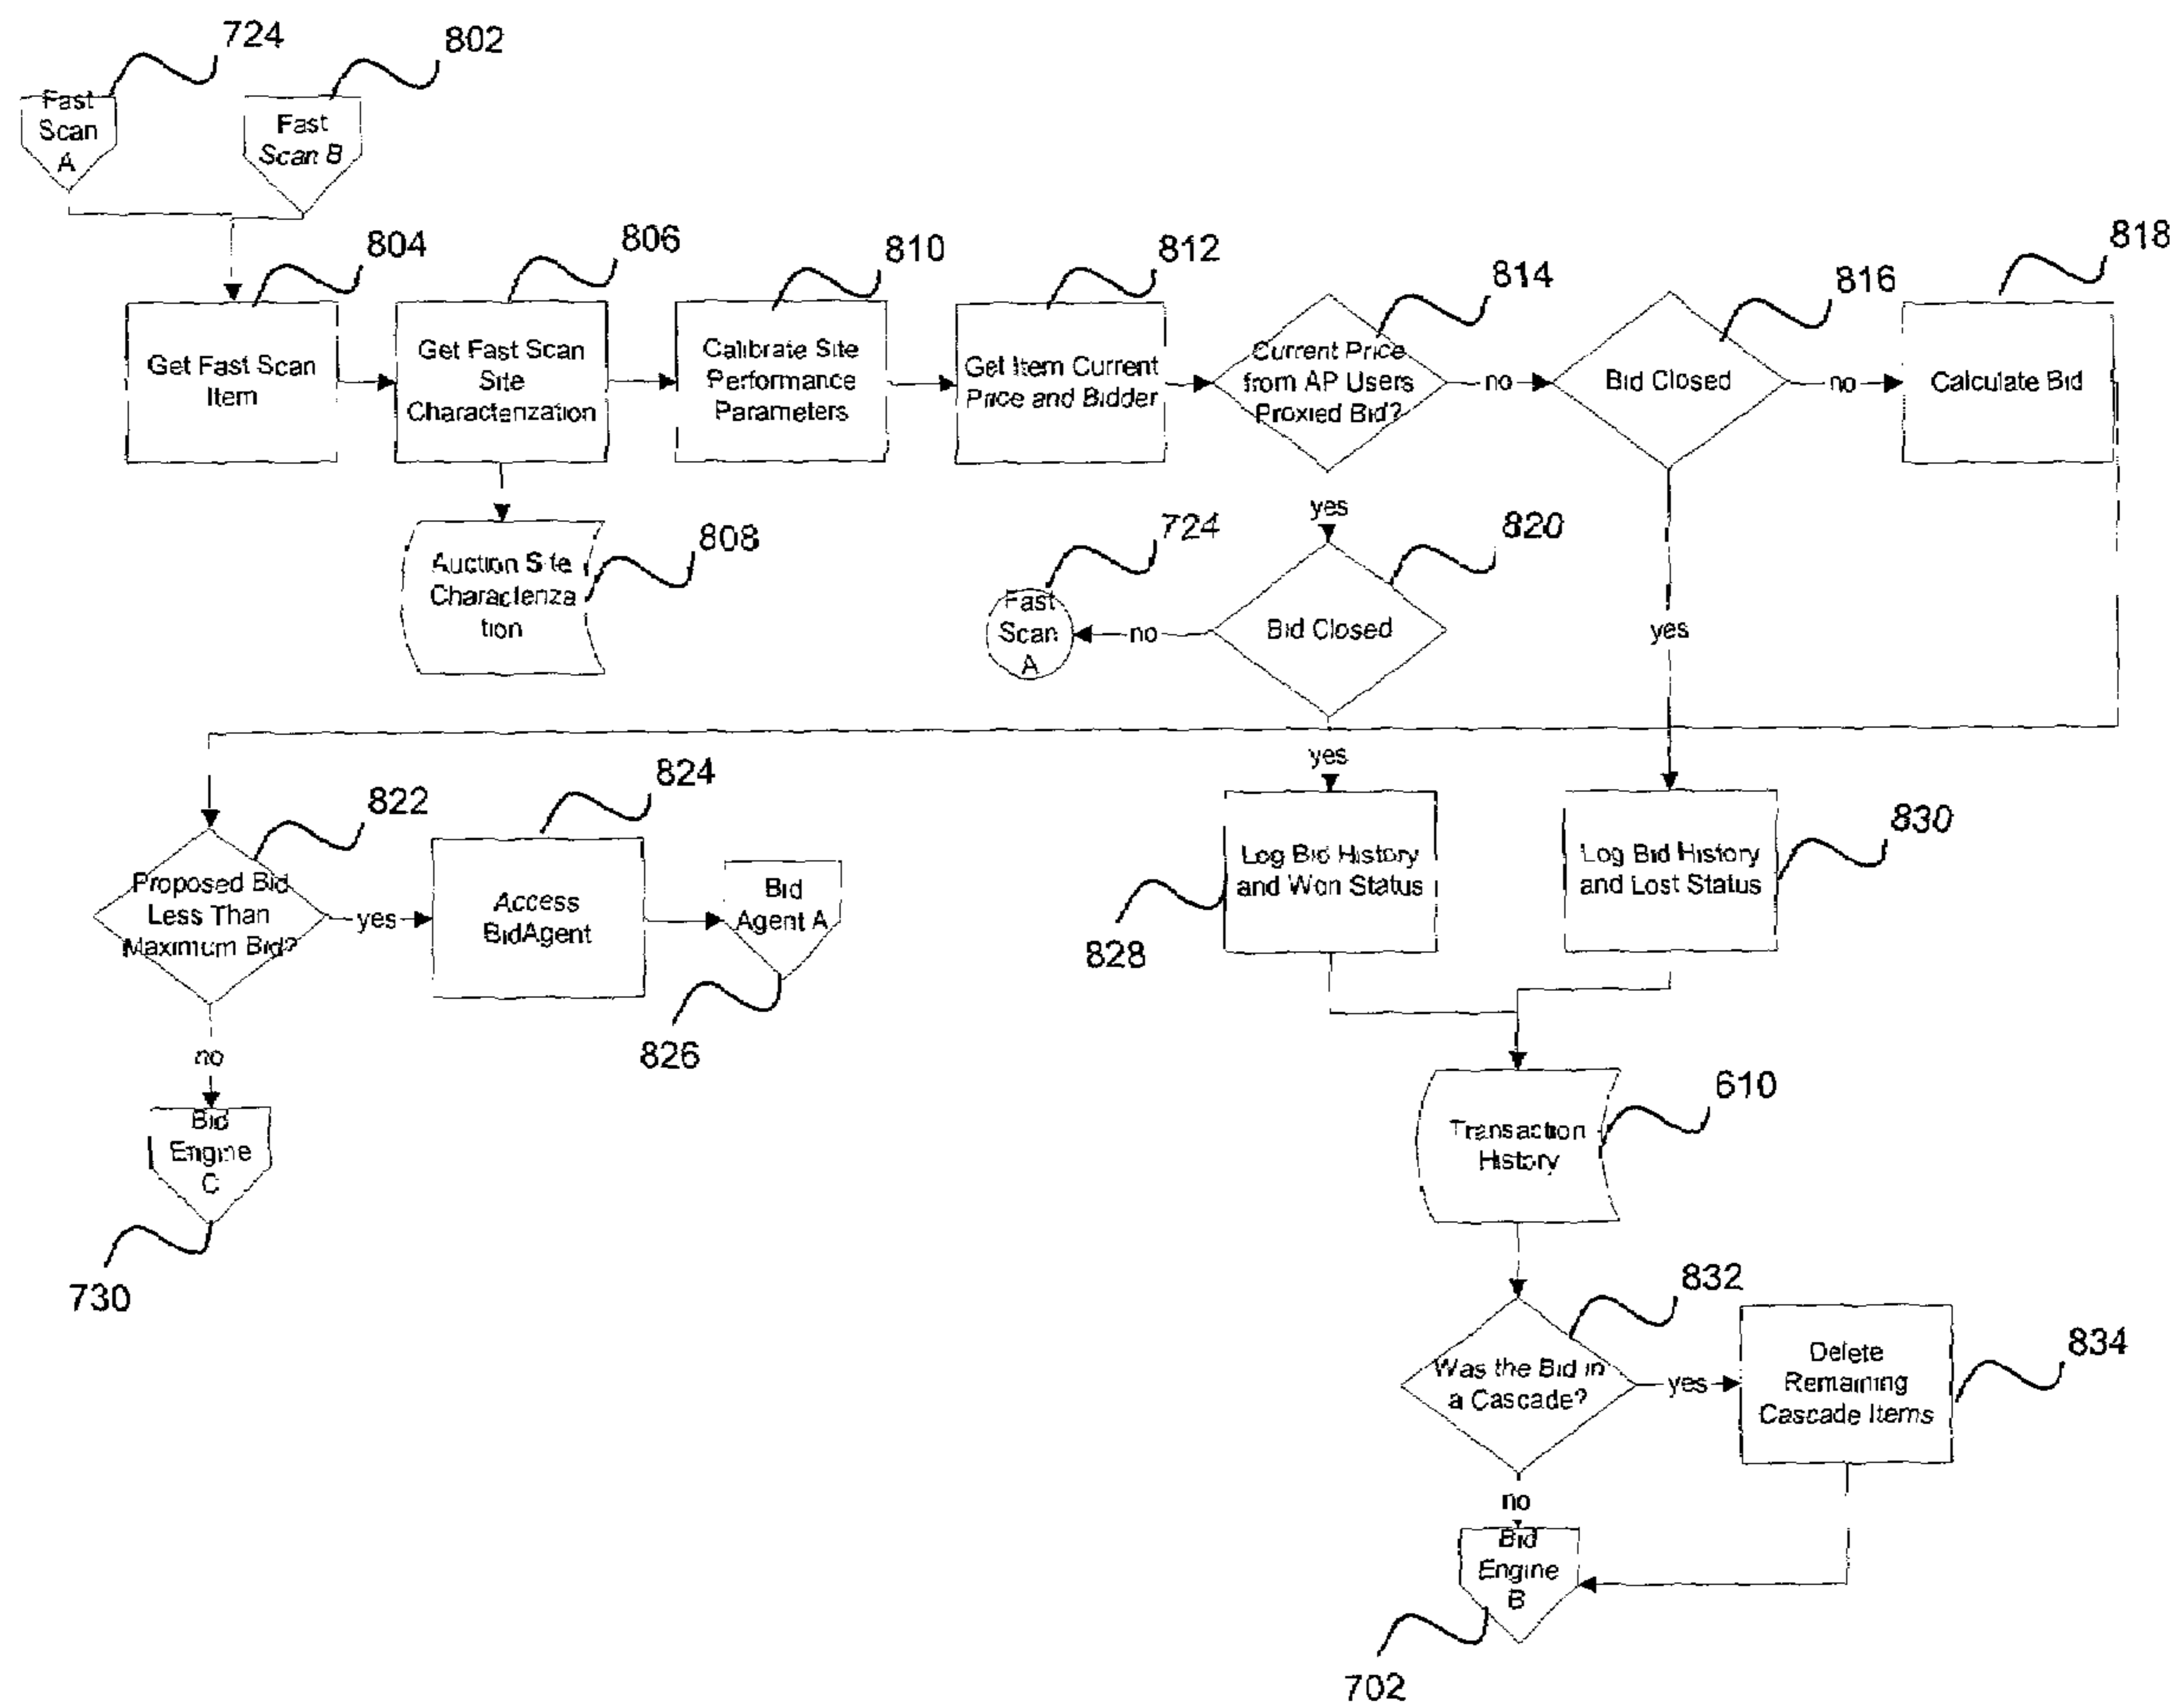 724
802
Fast
Scan
A
Fast
Scan B
804
806
810
812
814
816
818
Get Fast Scan
Item
Get Fast Scan
Site
Characterization
Calibrate Site
Performance
Parameters
Get Item Current
Price and Bidder
Current Price
from AP Users
Proxied Bid?
no
Bid Closed
no
Calculate Bid
yes
808
Auction Site
Characteriza
tion
724
Fast
Scan
A
no
820
Bid Closed
yes
yes
822
Proposed Bid
Less Than
Maximum Bid?
yes
824
Access
BidAgent
Bid
Agent A
826
828
Log Bid History
and Won Status
Log Bid History
and Lost Status
830
no
Bid
Engine
C
730
Transaction
History
610
832
Was the Bid in
a Cascade?
yes
Delete
Remaining
Cascade Items
834
no
Bid
Engine
B
702